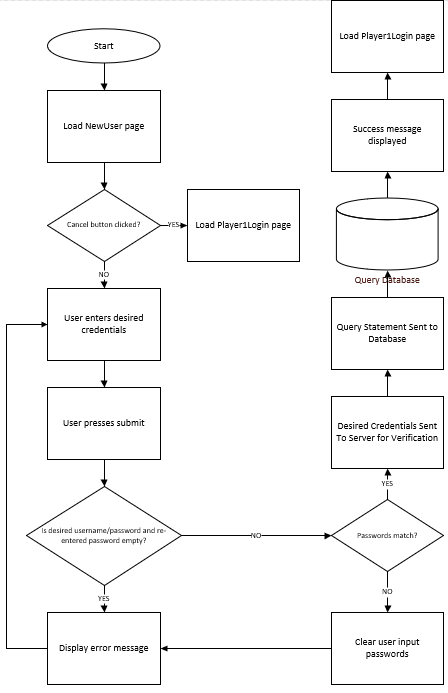 Start
Load Player1Login page
Load NewUser page
Success message
displayed
Cancel button clicked?
YES
Load Player1Login page
NO
Query Database
User enters desired
credentials
Query Statement Sent to
Database
User presses submit
Desired Credentials Sent
To Server for Verification
YES
Is desired username/password and re-
entered password empty?
NO
Passwords match?
YES
NO
Display error message
Clear user input
passwords